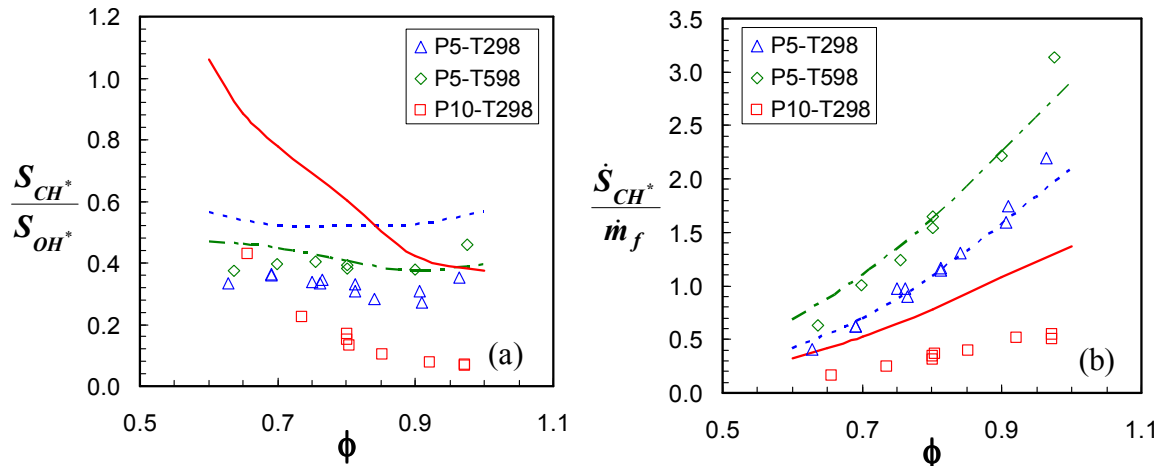 1.2
1.0
0.8
0.6
0.4
0.2
0.0
S_CH*
S_OH*
P5-T298
P5-T598
P10-T298
(a)
0.5 0.7 0.9 1.1
ϕ
3.5
3.0
2.5
2.0
1.5
1.0
0.5
0.0
Ṡ_CH*
ṁ_f
P5-T298
P5-T598
P10-T298
(b)
0.5 0.7 0.9 1.1
ϕ